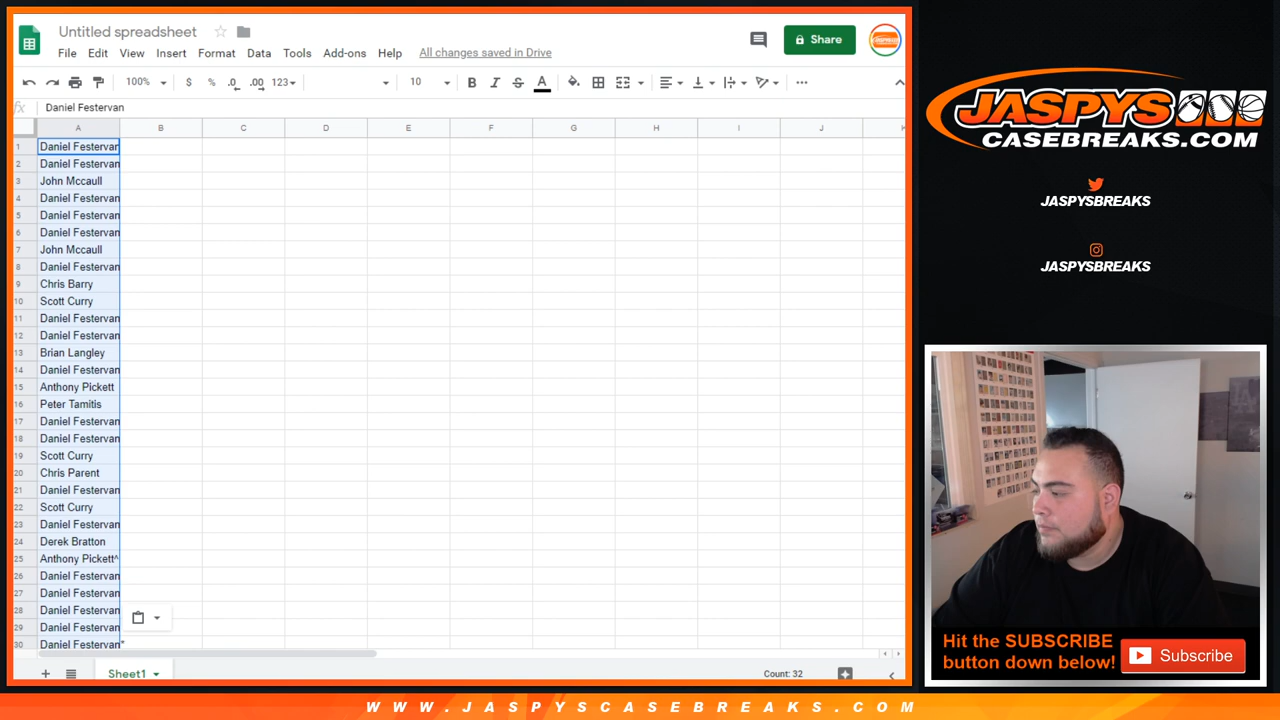 Untitled spreadsheet
File Edit View Insert Format Data Tools Add-ons Help All changes saved in Drive
Share
100% $ % .0 .00 123 10 B I S A
fx Daniel Festervan
A B C D E F G H I J K
1 Daniel Festervan
2 Daniel Festervan
3 John Mccaull
4 Daniel Festervan
5 Daniel Festervan
6 Daniel Festervan
7 John Mccaull
8 Daniel Festervan
9 Chris Barry
10 Scott Curry
11 Daniel Festervan
12 Daniel Festervan
13 Brian Langley
14 Daniel Festervan
15 Anthony Pickett
16 Peter Tamitis
17 Daniel Festervan
18 Daniel Festervan
19 Scott Curry
20 Chris Parent
21 Daniel Festervan
22 Scott Curry
23 Daniel Festervan
24 Derek Bratton
25 Anthony Pickett^
26 Daniel Festervan
27 Daniel Festervan
28 Daniel Festervan
29 Daniel Festervan
30 Daniel Festervan*
Sheet1
Count: 32
JASPYS
CASEBREAKS.COM
JASPYSBREAKS
JASPYSBREAKS
Hit the SUBSCRIBE
button down below!
Subscribe
WWW.JASPYSCASEBREAKS.COM